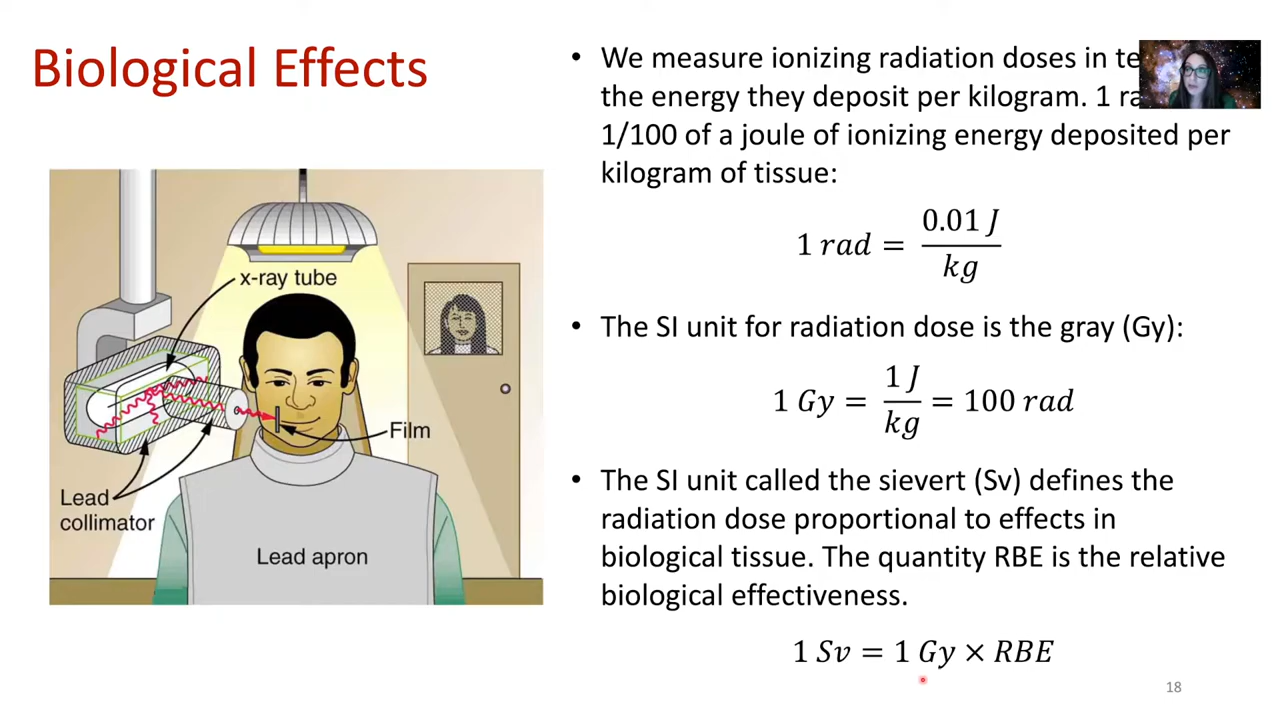 Biological Effects
• We measure ionizing radiation doses in
the energy they deposit per kilogram. 1
1/100 of a joule of ionizing energy deposited per
kilogram of tissue:
1 rad = 0.01 J / kg
• The SI unit for radiation dose is the gray (Gy):
1 Gy = 1 J / kg = 100 rad
• The SI unit called the sievert (Sv) defines the
radiation dose proportional to effects in
biological tissue. The quantity RBE is the relative
biological effectiveness.
1 Sv = 1 Gy × RBE
x-ray tube
Film
Lead
collimator
Lead apron
18